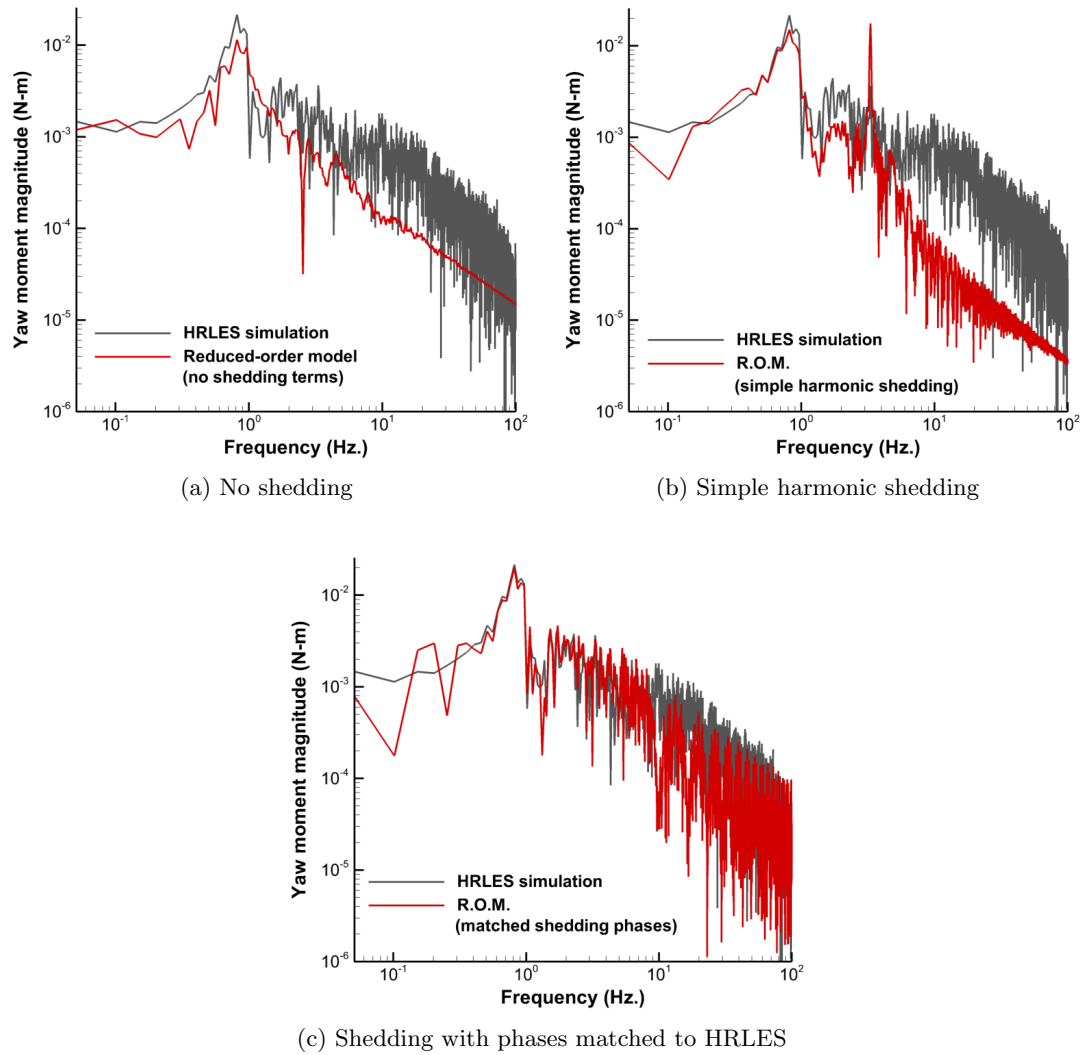 Yaw moment magnitude (N-m)
10⁻²
10⁻³
10⁻⁴
10⁻⁵
10⁻⁶
HRLES simulation
Reduced-order model
(no shedding terms)
10⁻¹ 10⁰ 10¹ 10²
Frequency (Hz.)
(a) No shedding
Yaw moment magnitude (N-m)
10⁻²
10⁻³
10⁻⁴
10⁻⁵
10⁻⁶
HRLES simulation
R.O.M.
(simple harmonic shedding)
10⁻¹ 10⁰ 10¹ 10²
Frequency (Hz.)
(b) Simple harmonic shedding
Yaw moment magnitude (N-m)
10⁻²
10⁻³
10⁻⁴
10⁻⁵
10⁻⁶
HRLES simulation
R.O.M.
(matched shedding phases)
10⁻¹ 10⁰ 10¹ 10²
Frequency (Hz.)
(c) Shedding with phases matched to HRLES